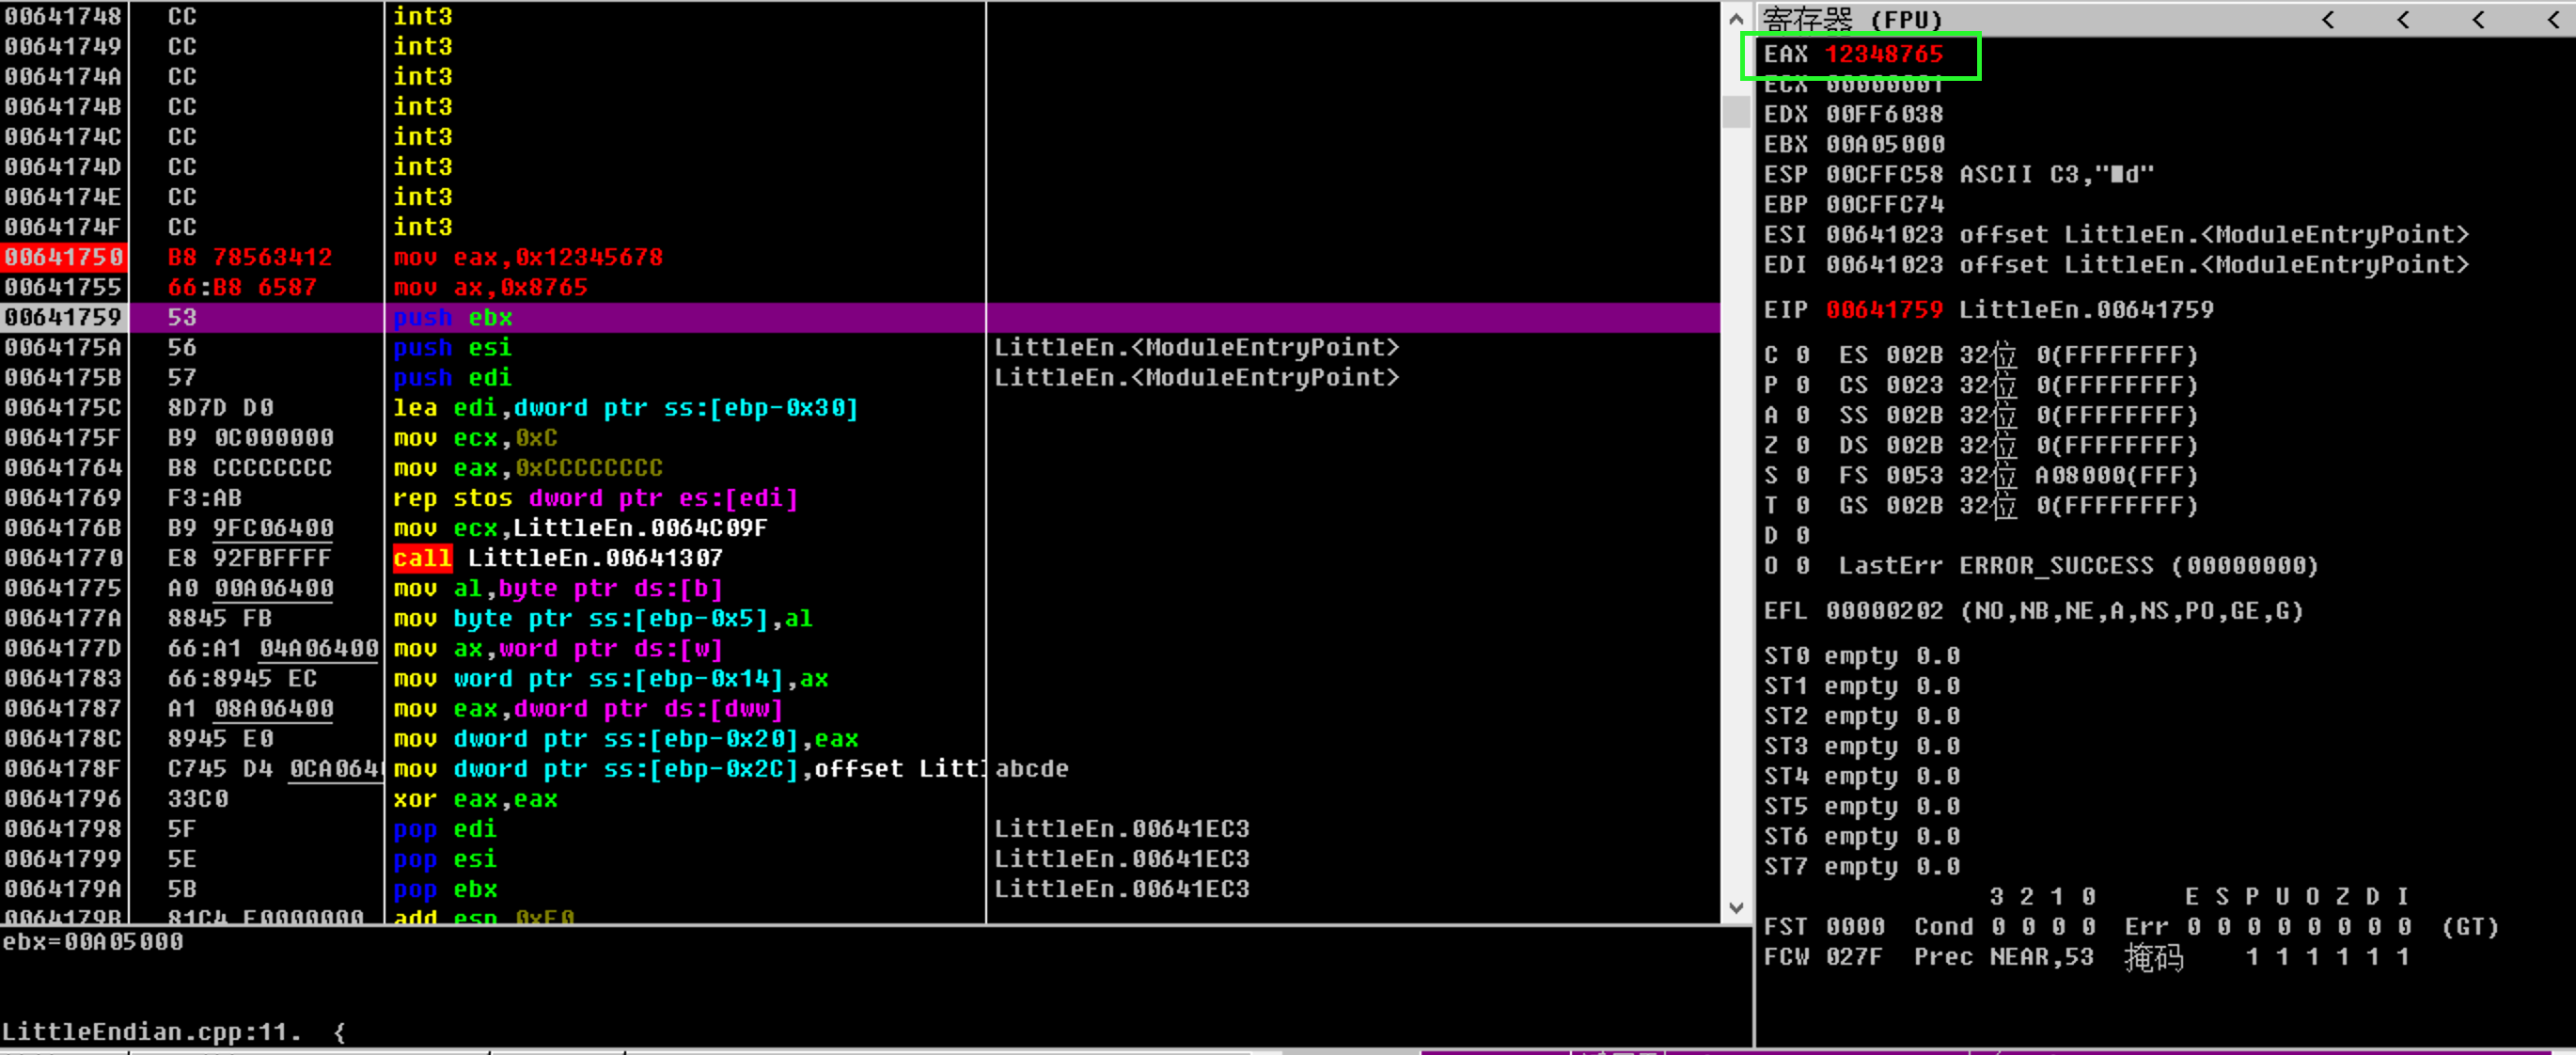 00641748 CC int3
00641749 CC int3
0064174A CC int3
0064174B CC int3
0064174C CC int3
0064174D CC int3
0064174E CC int3
0064174F CC int3
00641750 B8 78563412 mov eax,0x12345678
00641755 66:B8 6587 mov ax,0x8765
00641759 53 push ebx
0064175A 56 push esi LittleEn.<ModuleEntryPoint>
0064175B 57 push edi LittleEn.<ModuleEntryPoint>
0064175C 8D7D D0 lea edi,dword ptr ss:[ebp-0x30]
0064175F B9 0C000000 mov ecx,0xC
00641764 B8 CCCCCCCC mov eax,0xCCCCCCCC
00641769 F3:AB rep stos dword ptr es:[edi]
0064176B B9 9FC06400 mov ecx,LittleEn.0064C09F
00641770 E8 92FBFFFF call LittleEn.00641307
00641775 A0 00A06400 mov al,byte ptr ds:[b]
0064177A 8845 FB mov byte ptr ss:[ebp-0x5],al
0064177D 66:A1 04A06400 mov ax,word ptr ds:[w]
00641783 66:8945 EC mov word ptr ss:[ebp-0x14],ax
00641787 A1 08A06400 mov eax,dword ptr ds:[dww]
0064178C 8945 E0 mov dword ptr ss:[ebp-0x20],eax
0064178F C745 D4 0CA064 mov dword ptr ss:[ebp-0x2C],offset Littl abcde
00641796 33C0 xor eax,eax
00641798 5F pop edi LittleEn.00641EC3
00641799 5E pop esi LittleEn.00641EC3
0064179A 5B pop ebx LittleEn.00641EC3
0064179B 81C4 E0000000 add esp,0xE0
ebx=00A05000
LittleEndian.cpp:11. {
寄存器 (FPU) < < < <
EAX 12348765
ECX 00000001
EDX 00FF6038
EBX 00A05000
ESP 00CFFC58 ASCII C3,"■d"
EBP 00CFFC74
ESI 00641023 offset LittleEn.<ModuleEntryPoint>
EDI 00641023 offset LittleEn.<ModuleEntryPoint>
EIP 00641759 LittleEn.00641759
C 0 ES 002B 32位 0(FFFFFFFF)
P 0 CS 0023 32位 0(FFFFFFFF)
A 0 SS 002B 32位 0(FFFFFFFF)
Z 0 DS 002B 32位 0(FFFFFFFF)
S 0 FS 0053 32位 A08000(FFF)
T 0 GS 002B 32位 0(FFFFFFFF)
D 0
O 0 LastErr ERROR_SUCCESS (00000000)
EFL 00000202 (NO,NB,NE,A,NS,PO,GE,G)
ST0 empty 0.0
ST1 empty 0.0
ST2 empty 0.0
ST3 empty 0.0
ST4 empty 0.0
ST5 empty 0.0
ST6 empty 0.0
ST7 empty 0.0
3 2 1 0 E S P U O Z D I
FST 0000 Cond 0 0 0 0 Err 0 0 0 0 0 0 0 0 (GT)
FCW 027F Prec NEAR,53 掩码 1 1 1 1 1 1